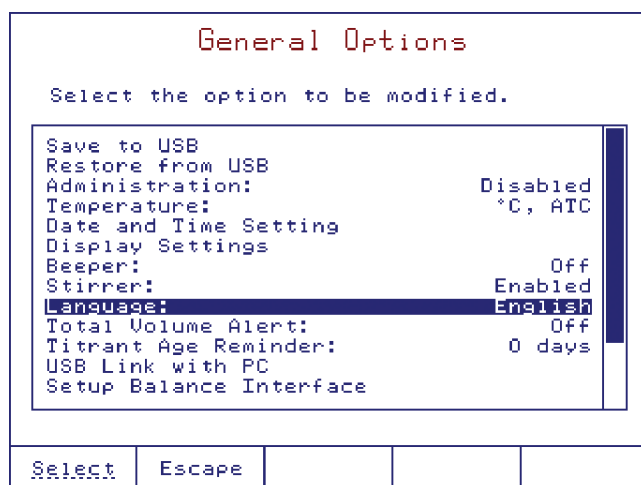 General Options
Select the option to be modified.
Save to USB
Restore from USB
Administration: Disabled
Temperature: °C, ATC
Date and Time Setting
Display Settings
Beeper: Off
Stirrer: Enabled
Language: English
Total Volume Alert: Off
Titrant Age Reminder: 0 days
USB Link with PC
Setup Balance Interface
Select Escape